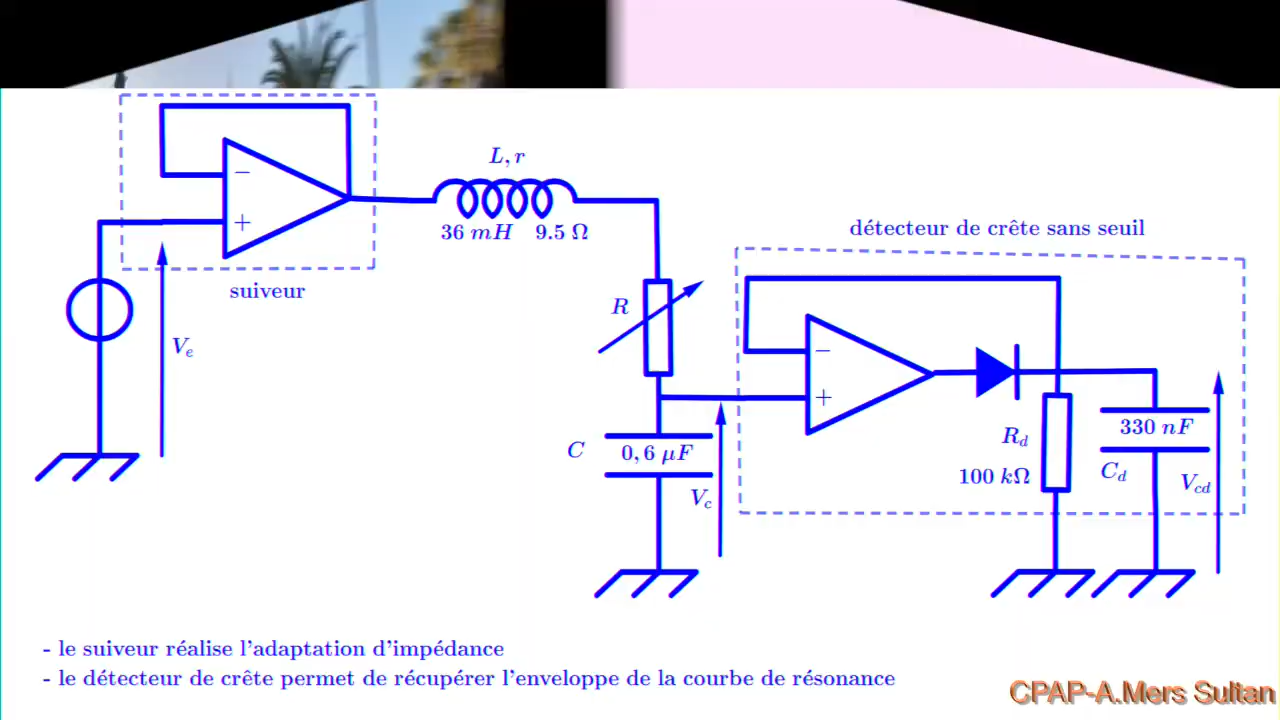 L, r
36 mH 9.5 Ω
−
+
suiveur
V_e
détecteur de crête sans seuil
R
−
+
C
0,6 μF
V_c
R_d
100 kΩ
330 nF
C_d
V_cd
- le suiveur réalise l'adaptation d'impédance
- le détecteur de crête permet de récupérer l'enveloppe de la courbe de résonance
CPAP-A.Mers Sultan